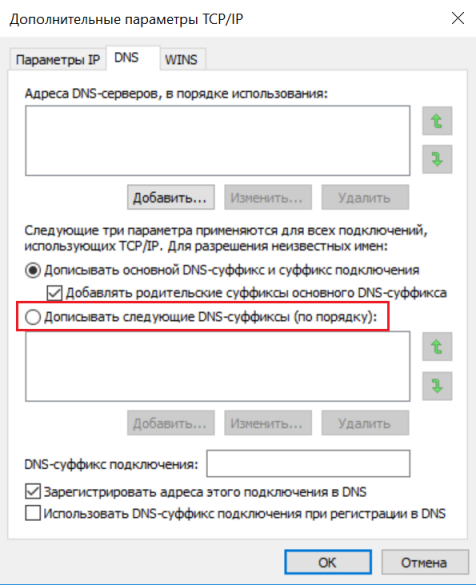 Дополнительные параметры TCP/IP
Параметры IP DNS WINS
Адреса DNS-серверов, в порядке использования:
Добавить... Изменить... Удалить
Следующие три параметра применяются для всех подключений,
использующих TCP/IP. Для разрешения неизвестных имен:
Дописывать основной DNS-суффикс и суффикс подключения
Добавлять родительские суффиксы основного DNS-суффикса
Дописывать следующие DNS-суффиксы (по порядку):
Добавить... Изменить... Удалить
DNS-суффикс подключения:
Зарегистрировать адреса этого подключения в DNS
Использовать DNS-суффикс подключения при регистрации в DNS
OK Отмена